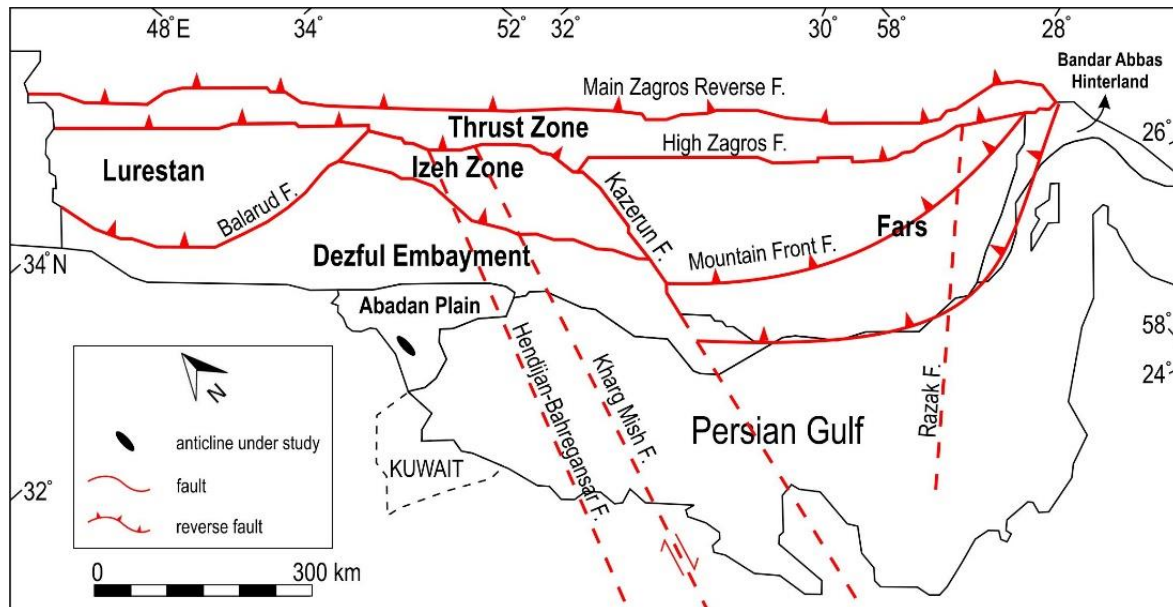 48°E
34°
52°
32°
30°
58°
28°
Bandar Abbas
Hinterland
Main Zagros Reverse F.
Thrust Zone
High Zagros F.
26°
Lurestan
Izeh Zone
Balarud F.
Kazerun F.
Fars
Mountain Front F.
Dezful Embayment
34°N
Abadan Plain
58°
24°
Hendijan-Bahregansar F.
Kharg Mish F.
Razak F.
Persian Gulf
KUWAIT
32°
N
anticline under study
fault
reverse fault
0
300 km